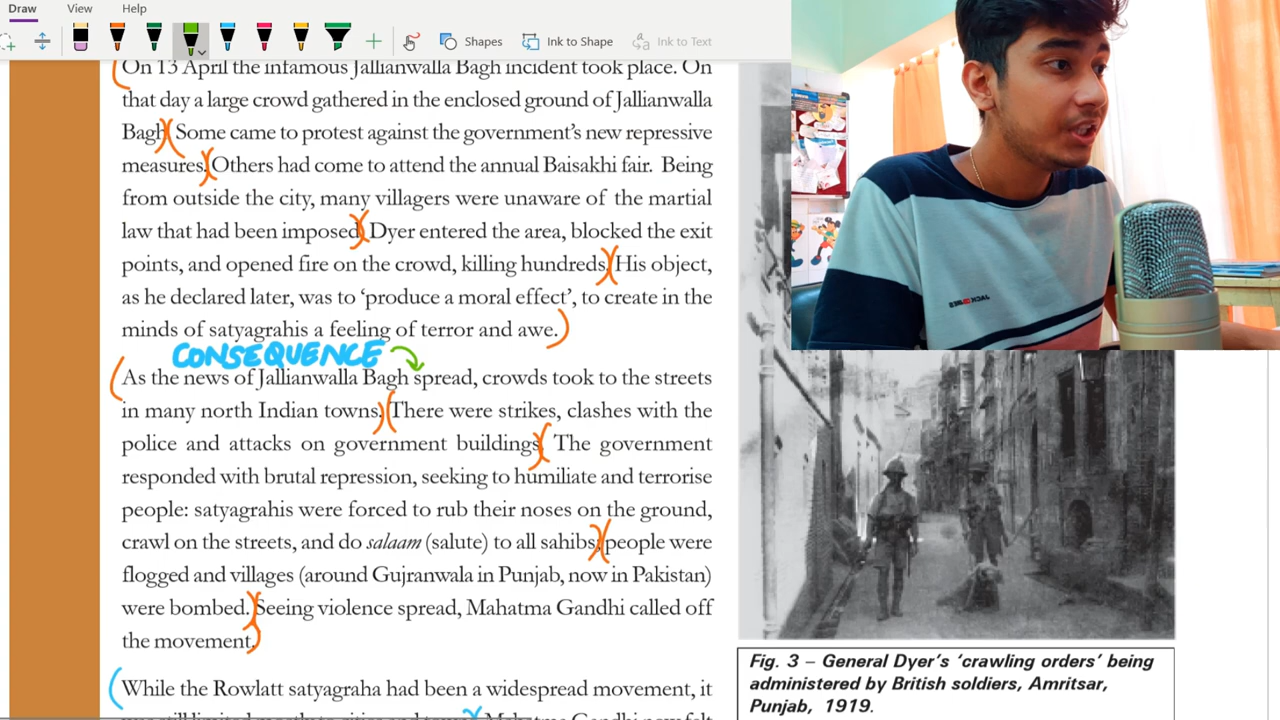 Draw View Help
Shapes Ink to Shape Ink to Text
On 13 April the infamous Jallianwalla Bagh incident took place. On
that day a large crowd gathered in the enclosed ground of Jallianwalla
Bagh. Some came to protest against the government's new repressive
measures. Others had come to attend the annual Baisakhi fair. Being
from outside the city, many villagers were unaware of the martial
law that had been imposed. Dyer entered the area, blocked the exit
points, and opened fire on the crowd, killing hundreds. His object,
as he declared later, was to ‘produce a moral effect’, to create in the
minds of satyagrahis a feeling of terror and awe.
CONSEQUENCE
As the news of Jallianwalla Bagh spread, crowds took to the streets
in many north Indian towns. There were strikes, clashes with the
police and attacks on government buildings. The government
responded with brutal repression, seeking to humiliate and terrorise
people: satyagrahis were forced to rub their noses on the ground,
crawl on the streets, and do salaam (salute) to all sahibs; people were
flogged and villages (around Gujranwala in Punjab, now in Pakistan)
were bombed. Seeing violence spread, Mahatma Gandhi called off
the movement.
While the Rowlatt satyagraha had been a widespread movement, it
Fig. 3 – General Dyer's ‘crawling orders’ being
administered by British soldiers, Amritsar,
Punjab, 1919.